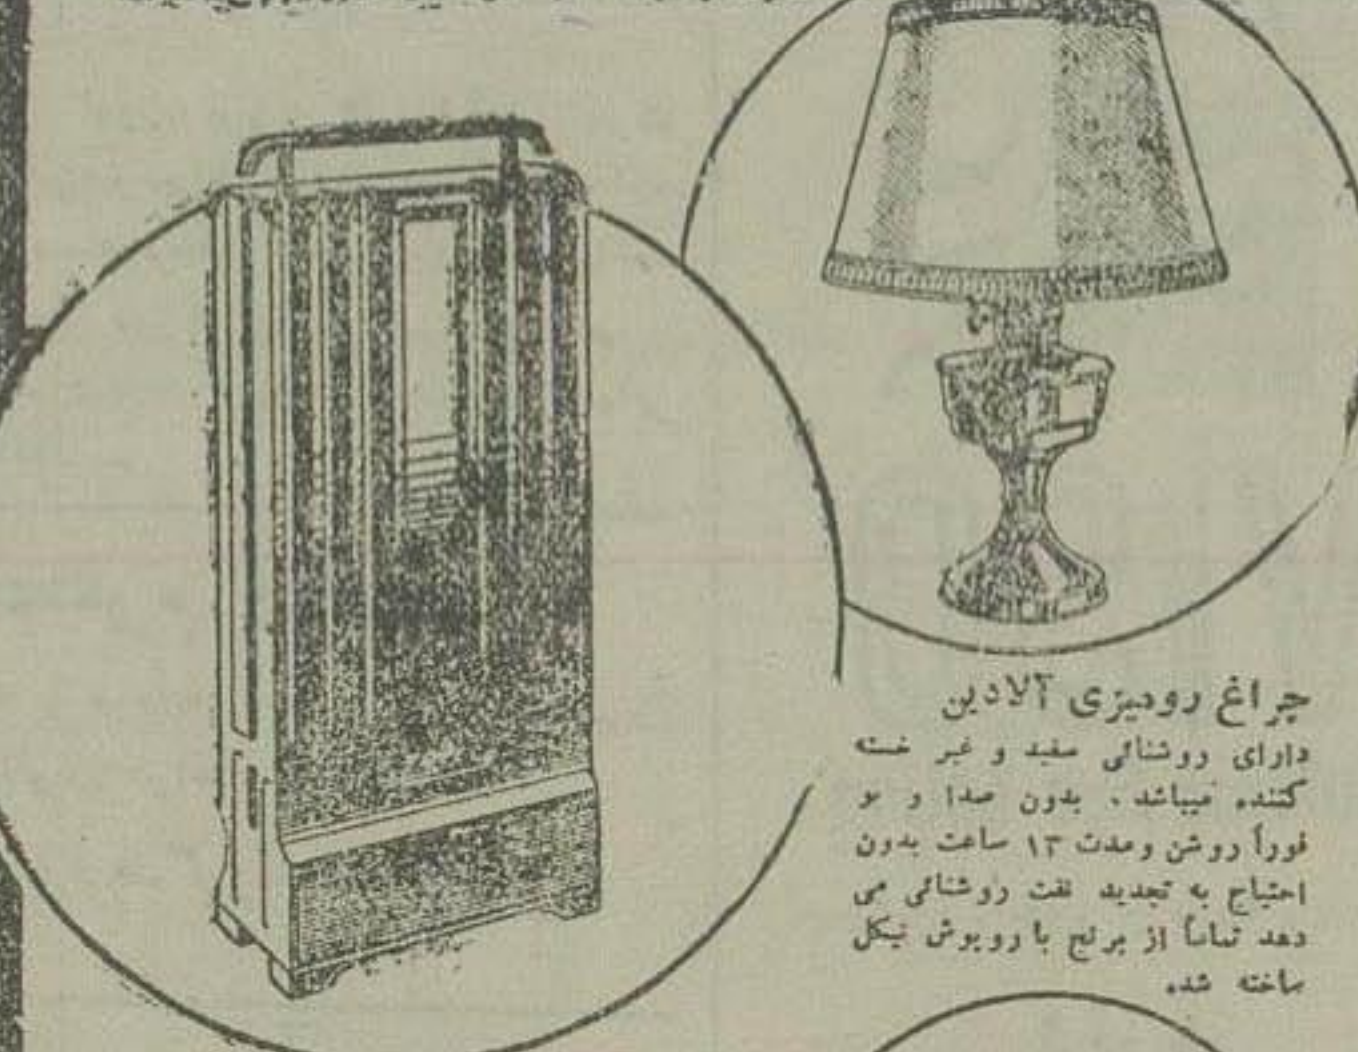 چراغ رومیزی آلادین
دارای روشنائی سفید و غیر خسته
کننده میباشد . بدون صدا و بو
فوراً روشن ومدت ۱۳ ساعت بدون
احتیاج به تجدید نفت روشنائی می
دهد تماماً از برنج با روپوش نیکل
ساخته شده